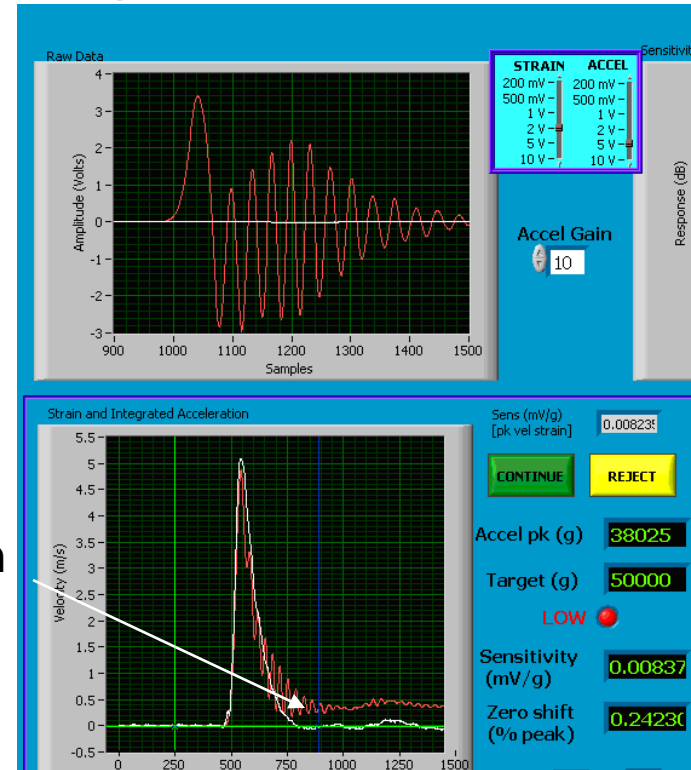 Raw Data
Sensitivit
STRAIN ACCEL
200 mV 200 mV
500 mV 500 mV
1 V 1 V
2 V 2 V
5 V 5 V
10 V 10 V
4
3
2
1
0
-1
-2
-3
Amplitude (Volts)
900 1000 1100 1200 1300 1400 1500
Samples
Accel Gain
10
Response (dB)
Strain and Integrated Acceleration
5.5
5
4.5
4
3.5
3
2.5
2
1.5
1
0.5
0
-0.5
Velocity (m/s)
0 250 500 750 1000 1250 1500
Sens (mV/g)
[pk vel strain]
0.00823
CONTINUE REJECT
Accel pk (g) 38025
Target (g) 50000
LOW
Sensitivity
(mV/g)
0.00837
Zero shift
(% peak)
0.2423